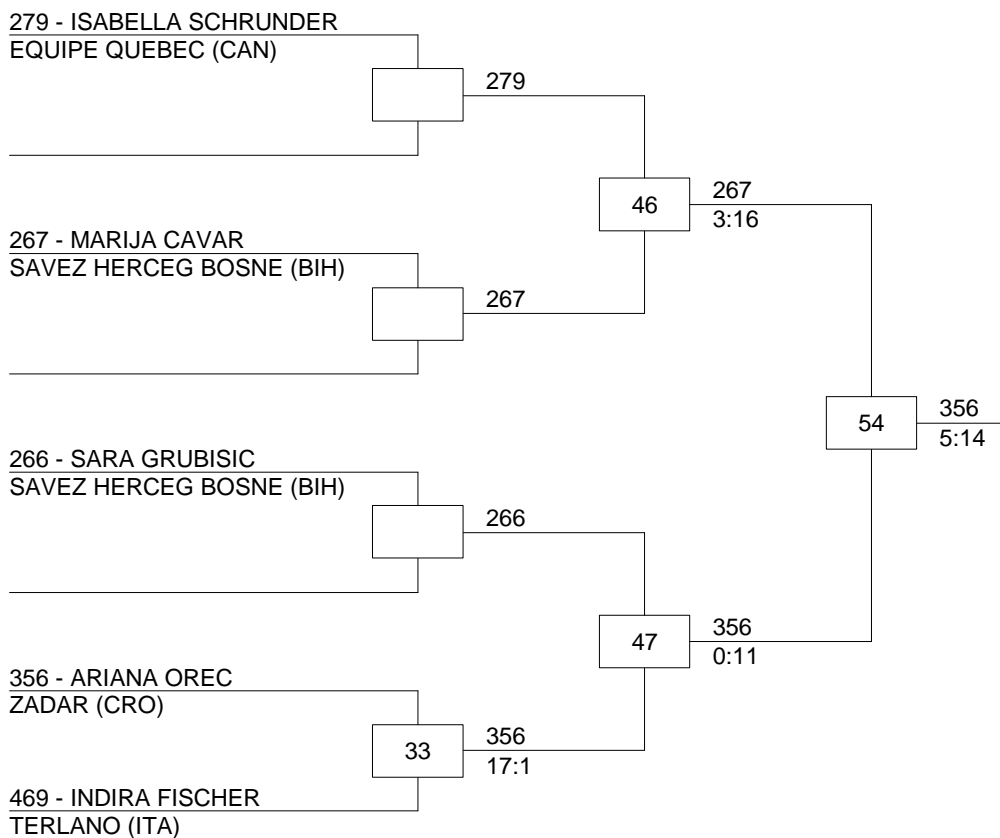 279 - ISABELLA SCHRUNDER
EQUIPE QUEBEC (CAN)
279
46
267
3:16
267 - MARIJA CAVAR
SAVEZ HERCEG BOSNE (BIH)
267
54
356
5:14
266 - SARA GRUBISIC
SAVEZ HERCEG BOSNE (BIH)
266
47
356
0:11
356 - ARIANA OREC
ZADAR (CRO)
33
356
17:1
469 - INDIRA FISCHER
TERLANO (ITA)